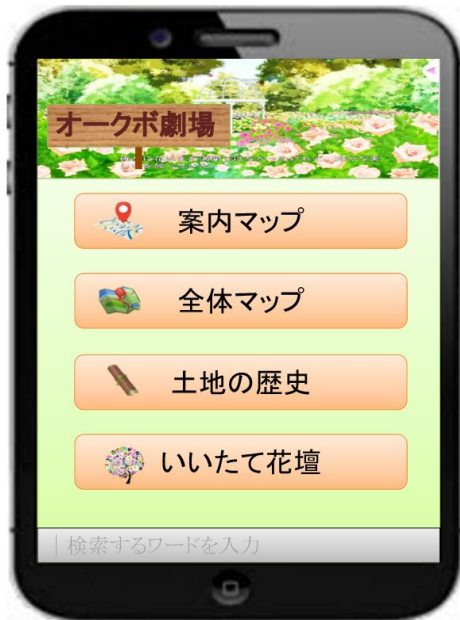 オークボ劇場
案内マップ
全体マップ
土地の歴史
いいたて花壇
検索するワードを入力